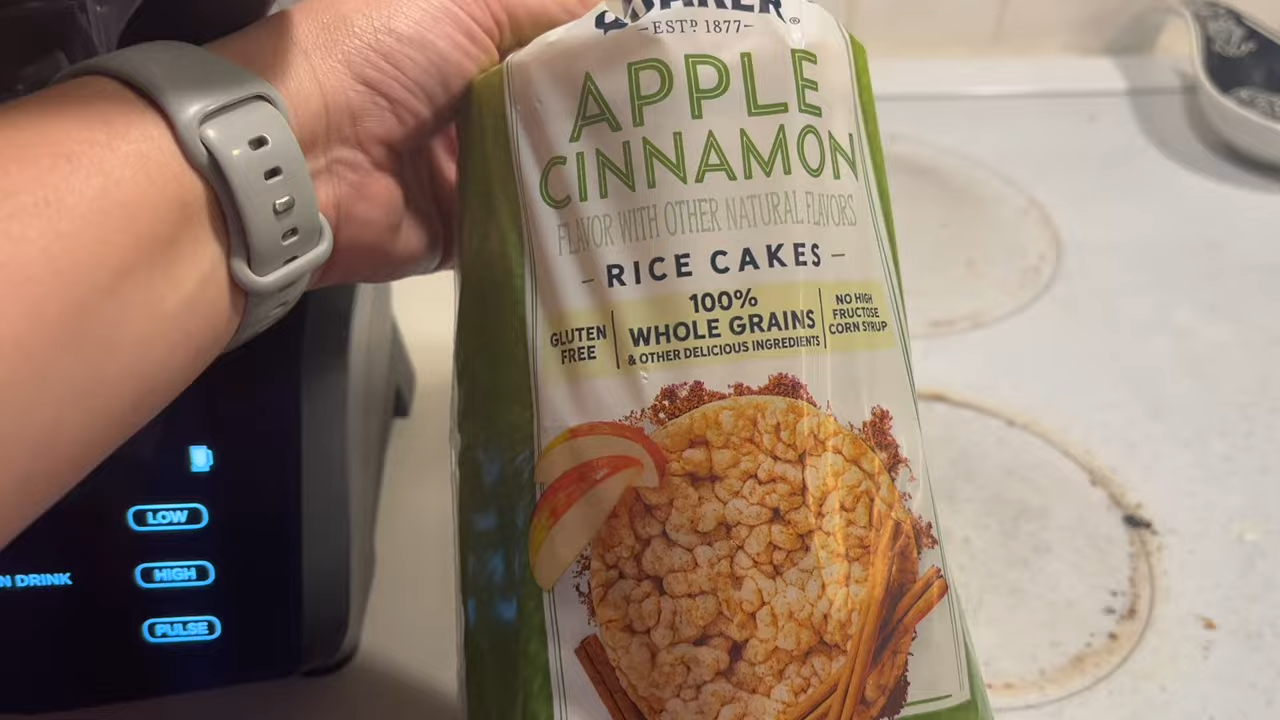 QUAKER®
ESTD 1877
APPLE
CINNAMON
FLAVOR WITH OTHER NATURAL FLAVORS
- RICE CAKES -
GLUTEN
FREE
100%
WHOLE GRAINS
& OTHER DELICIOUS INGREDIENTS
NO HIGH
FRUCTOSE
CORN SYRUP
LOW
N DRINK
HIGH
PULSE